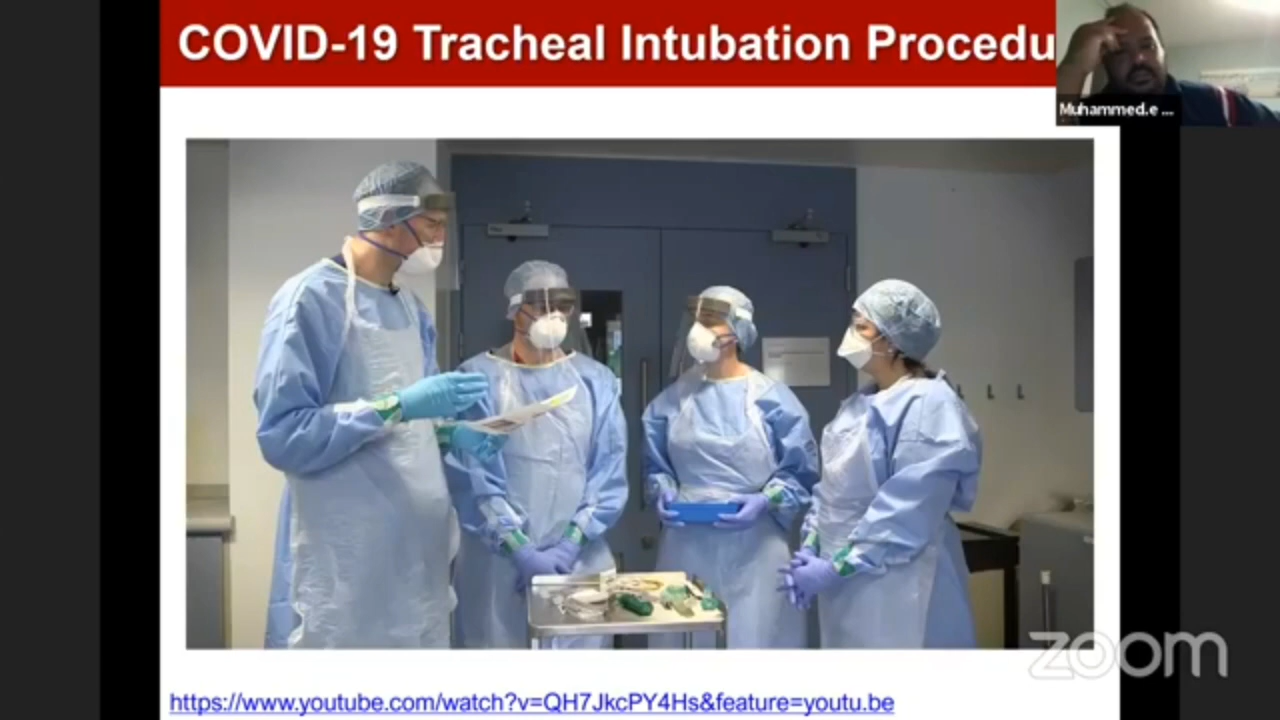 COVID-19 Tracheal Intubation Procedu
Muhammed.e ...
zoom
https://www.youtube.com/watch?v=QH7JkcPY4Hs&feature=youtu.be